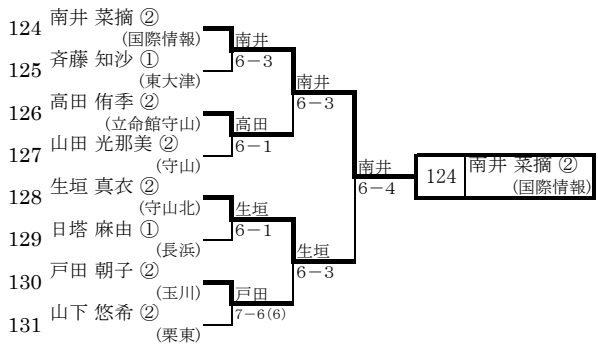 124 南井 菜摘 ②
(国際情報)
125 斉藤 知沙 ①
(東大津)
126 高田 侑季 ②
(立命館守山)
127 山田 光那美 ②
(守山)
128 生垣 真衣 ②
(守山北)
129 日塔 麻由 ①
(長浜)
130 戸田 朝子 ②
(玉川)
131 山下 悠希 ②
(栗東)
南井
6-3
高田
6-1
生垣
6-1
戸田
7-6(6)
南井
6-3
生垣
6-3
南井
6-4
124 南井 菜摘 ②
(国際情報)